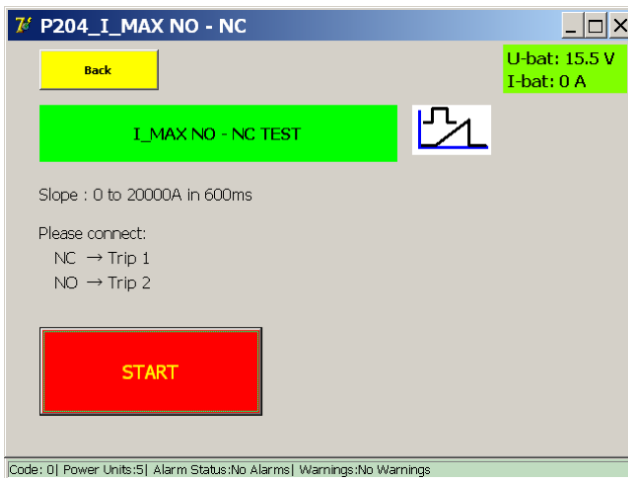 P204_I_MAX NO - NC
Back
U-bat: 15.5 V
I-bat: 0 A
I_MAX NO - NC TEST
Slope : 0 to 20000A in 600ms
Please connect:
NC → Trip 1
NO → Trip 2
START
Code: 0| Power Units:5| Alarm Status:No Alarms| Warnings:No Warnings